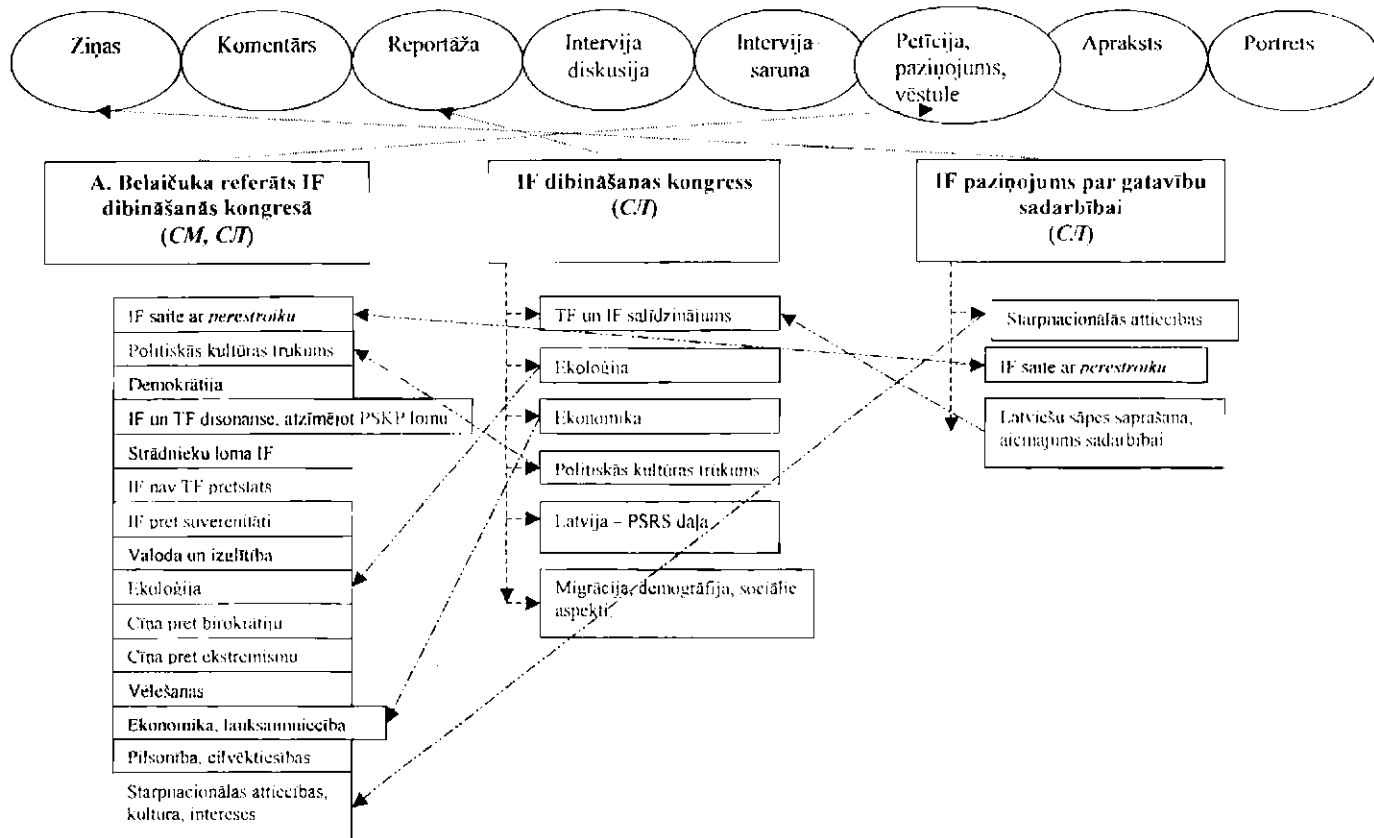 Ziņas
Komentārs
Reportāža
Intervija
diskusija
Intervija
saruna
Petīcija,
paziņojums,
vēstule
Apraksts
Portrets
A. Belaičuka referāts IF
dibināšanās kongresā
(СМ, СЛ)
IF dibināšanas kongress
(СЛ)
IF paziņojums par gatavību
sadarbībai
(СЛ)
IF saite ar perestroiku
Politiskās kultūras trūkums
Demokrātija
IF un TF disonanse, atzīmējot PSKP lomu
Strādnieku loma IF
IF nav TF pretstats
IF pret suverenitāti
Valoda un izglītība
Ekoloģija
Cīņa pret birokrātiju
Cīņa pret ekstrēmismu
Vēlēšanas
Ekonomika, lauksaimniecība
Pilsonība, cilvēktiesības
Starpnacionālās attiecības,
kultūra, intereses
TF un IF salīdzinājums
Ekoloģija
Ekonomika
Politiskās kultūras trūkums
Latvija – PSRS daļa
Migrācija, demogrāfija, sociālie
aspekti
Starpnacionālās attiecības
IF saite ar perestroiku
Latviešu sāpes saprašana,
aicinājums sadarbībai